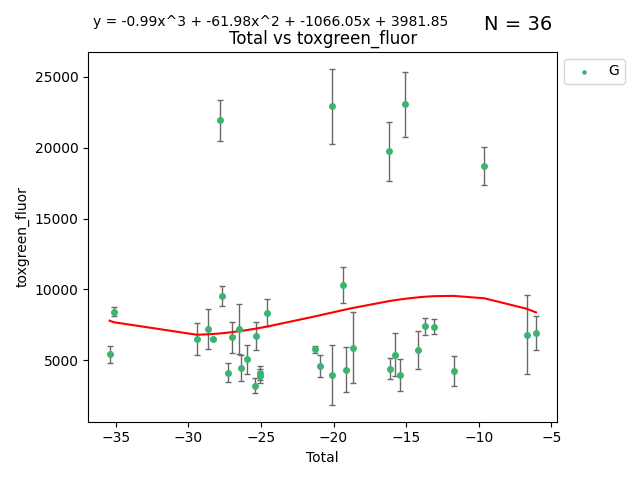 y = -0.99x^3 + -61.98x^2 + -1066.05x + 3981.85
N = 36
Total vs toxgreen_fluor
G
toxgreen_fluor
25000
20000
15000
10000
5000
−35
−30
−25
−20
−15
−10
−5
Total